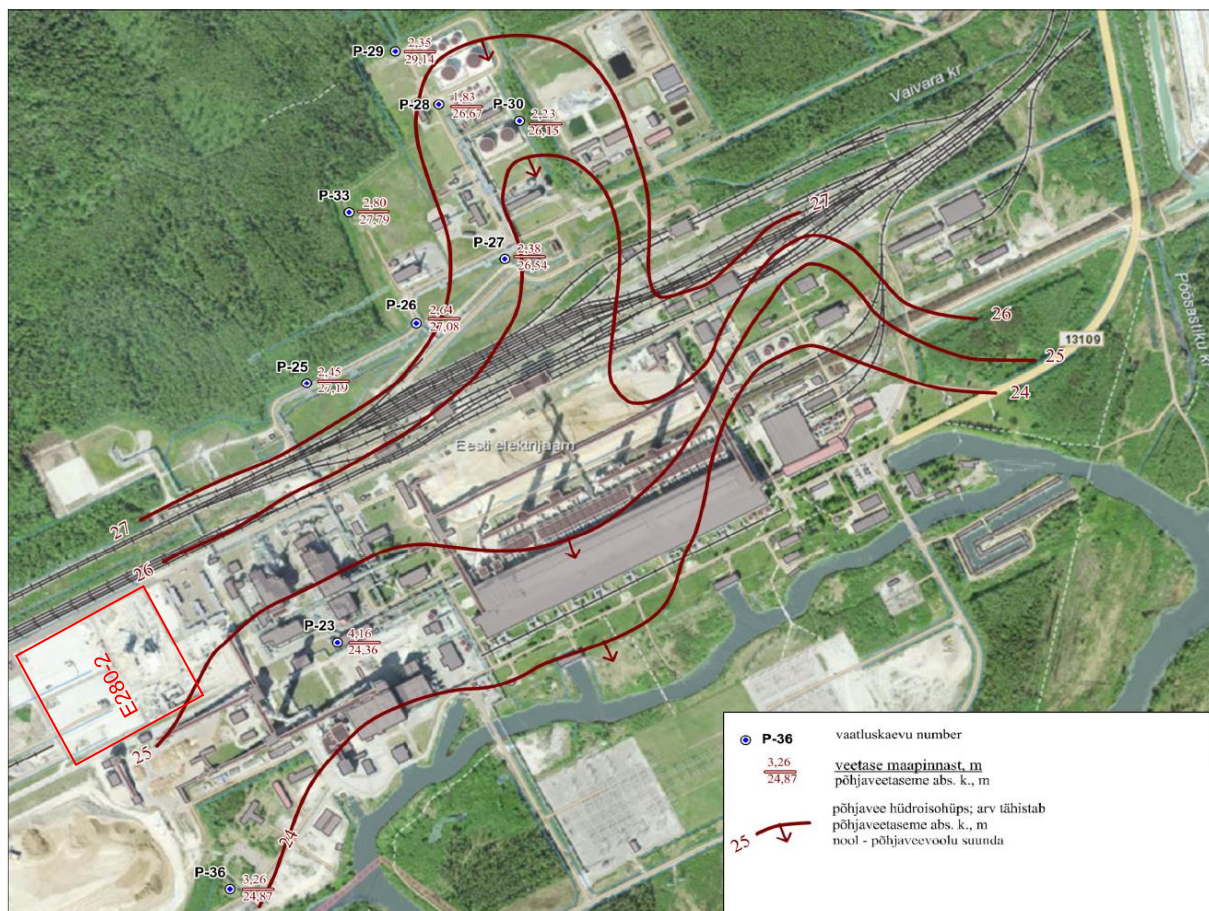 P-29
2,35
29,14
P-28
1,83
26,67
P-30
2,23
26,15
Vaivara kr
P-33
2,80
27,79
27
P-27
2,38
26,54
P-26
2,64
27,08
26
13109
Põõsastiku k
25
P-25
2,45
27,19
24
Eesti elektrijaam
27
26
E280-2
P-23
4,16
24,36
25
24
P-36
3,26
24,87
P-36 vaatluskaevu number
3,26
24,87
veetase maapinnast, m
põhjaveetaseme abs. k., m
25
põhjavee hüdroisohüps; arv tähistab
põhjaveetaseme abs. k., m
nool - põhjaveevoolu suunda